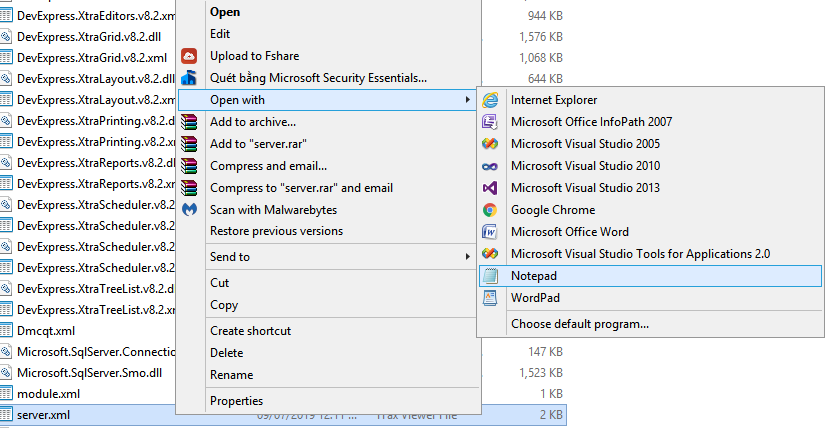 DevExpress.XtraEditors.v8.2.xm
DevExpress.XtraGrid.v8.2.dll
DevExpress.XtraGrid.v8.2.xml
DevExpress.XtraLayout.v8.2.dll
DevExpress.XtraLayout.v8.2.xm
DevExpress.XtraPrinting.v8.2.d
DevExpress.XtraPrinting.v8.2.x
DevExpress.XtraReports.v8.2.dl
DevExpress.XtraReports.v8.2.xn
DevExpress.XtraScheduler.v8.2
DevExpress.XtraScheduler.v8.2
DevExpress.XtraScheduler.v8.2
DevExpress.XtraScheduler.v8.2
DevExpress.XtraTreeList.v8.2.d
DevExpress.XtraTreeList.v8.2.x
Dmcqt.xml
Microsoft.SqlServer.Connectio
Microsoft.SqlServer.Smo.dll
module.xml
server.xml
Open
Edit
Upload to Fshare
Quét bằng Microsoft Security Essentials...
Open with
Add to archive...
Add to "server.rar"
Compress and email...
Compress to "server.rar" and email
Scan with Malwarebytes
Restore previous versions
Send to
Cut
Copy
Create shortcut
Delete
Rename
Properties
944 KB
1,576 KB
1,068 KB
644 KB
Internet Explorer
Microsoft Office InfoPath 2007
Microsoft Visual Studio 2005
Microsoft Visual Studio 2010
Microsoft Visual Studio 2013
Google Chrome
Microsoft Office Word
Microsoft Visual Studio Tools for Applications 2.0
Notepad
WordPad
Choose default program...
147 KB
1,523 KB
1 KB
2 KB